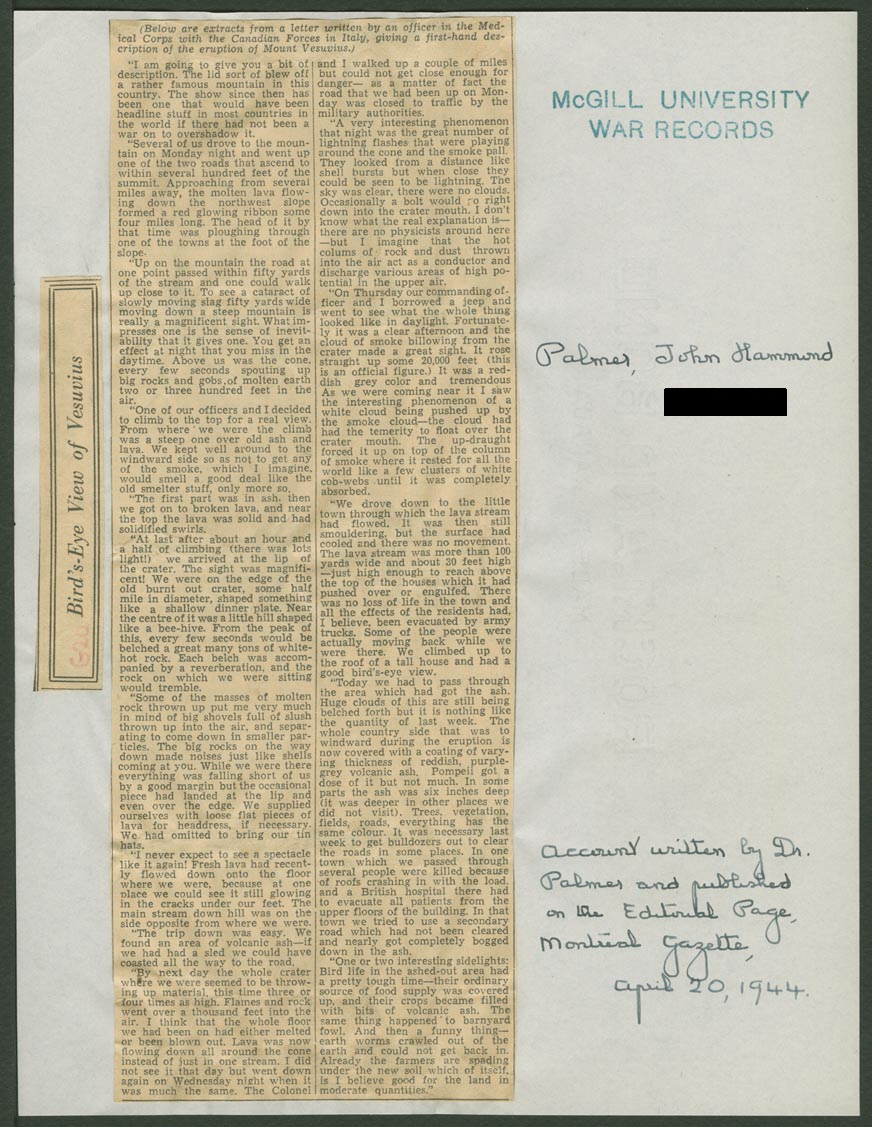 (Below are extracts from a letter written by an officer in the Med-
ical Corps with the Canadian Forces in Italy, giving a first-hand des-
cription of the eruption of Mount Vesuvius.)
"I am going to give you a bit of
description. The lid sort of blew off
a rather famous mountain in this
country. The show since then has
been one that would have been
headline stuff in most countries in
the world if there had not been a
war on to overshadow it.
"Several of us drove to the moun-
tain on Monday night and went up
one of the two roads that ascend to
within several hundred feet of the
summit. Approaching from several
miles away, the molten lava flow-
ing down the northwest slope
formed a red glowing ribbon some
four miles long. The head of it by
that time was ploughing through
one of the towns at the foot of the
slope.
"Up on the mountain the road at
one point passed within fifty yards
of the stream and one could walk
up close to it. To see a cataract of
slowly moving slag fifty yards wide
moving down a steep mountain is
really a magnificent sight. What im-
presses one is the sense of inevit-
ability that it gives one. You get an
effect at night that you miss in the
daytime. Above us was the cone,
every few seconds spouting up
big rocks and gobs of molten earth
two or three hundred feet in the
air.
"One of our officers and I decided
to climb to the top for a real view.
From where we were the climb
was a steep one over old ash and
lava. We kept well around to the
windward side so as not to get any
of the smoke, which I imagine,
would smell a good deal like the
old smelter stuff, only more so.
"The first part was in ash, then
we got on to broken lava, and near
the top the lava was solid and had
solidified swirls.
"At last after about an hour and
a half of climbing (there was lots
light!) we arrived at the lip of
the crater. The sight was magnifi-
cent! We were on the edge of the
old burnt out crater, some half
mile in diameter, shaped something
like a shallow dinner plate. Near
the centre of it was a little hill shaped
like a bee-hive. From the peak of
this, every few seconds would be
belched a great many tons of white-
hot rock. Each belch was accom-
panied by a reverberation, and the
rock on which we were sitting
would tremble.
"Some of the masses of molten
rock thrown up put me very much
in mind of big shovels full of slush
thrown up into the air, and separ-
ating to come down in smaller par-
ticles. The big rocks on the way
down made noises just like shells
coming at you. While we were there
everything was falling short of us
by a good margin but the occasional
piece had landed at the lip and
even over the edge. We supplied
ourselves with loose flat pieces of
lava for headdress, if necessary.
We had omitted to bring our tin
hats.
"I never expect to see a spectacle
like it again! Fresh lava had recent-
ly flowed down onto the floor
where we were, because at one
place we could see it still glowing
in the cracks under our feet. The
main stream down hill was on the
side opposite from where we were.
"The trip down was easy. We
found an area of volcanic ash—if
we had had a sled we could have
coasted all the way to the road.
"By next day the whole crater
where we were seemed to be throw-
ing up material, this time three or
four times as high. Flames and rock
went over a thousand feet into the
air. I think that the whole floor
we had been on had either melted
or been blown out. Lava was now
flowing down all around the cone
instead of just in one stream. I did
not see it that day but went down
again on Wednesday night when it
was much the same. The Colonel
and I walked up a couple of miles
but could not get close enough for
danger— as a matter of fact the
road that we had been up on Mon-
day was closed to traffic by the
military authorities.
"A very interesting phenomenon
that night was the great number of
lightning flashes that were playing
around the cone and the smoke pall.
They looked from a distance like
shell bursts but when close they
could be seen to be lightning. The
sky was clear, there were no clouds.
Occasionally a bolt would go right
down into the crater mouth. I don't
know what the real explanation is—
there are no physicists around here
—but I imagine that the hot
colums of rock and dust thrown
into the air act as a conductor and
discharge various areas of high po-
tential in the upper air.
"On Thursday our commanding of-
ficer and I borrowed a jeep and
went to see what the whole thing
looked like in daylight. Fortunate-
ly it was a clear afternoon and the
cloud of smoke billowing from the
crater made a great sight. It rose
straight up some 20,000 feet (this
is an official figure.) It was a red-
dish grey color and tremendous
As we were coming near it I saw
the interesting phenomenon of a
white cloud being pushed up by
the smoke cloud—the cloud had
had the temerity to float over the
crater mouth. The up-draught
forced it up on top of the column
of smoke where it rested for all the
world like a few clusters of white
cob-webs until it was completely
absorbed.
"We drove down to the little
town through which the lava stream
had flowed. It was then still
smouldering, but the surface had
cooled and there was no movement.
The lava stream was more than 100
yards wide and about 30 feet high
—just high enough to reach above
the top of the houses which it had
pushed over or engulfed. There
was no loss of life in the town and
all the effects of the residents had,
I believe, been evacuated by army
trucks. Some of the people were
actually moving back while we
were there. We climbed up to
the roof of a tall house and had a
good bird's-eye view.
"Today we had to pass through
the area which had got the ash.
Huge clouds of this are still being
belched forth but it is nothing like
the quantity of last week. The
whole country side that was to
windward during the eruption is
now covered with a coating of vary-
ing thickness of reddish, purple-
grey volcanic ash. Pompeii got a
dose of it but not much. In some
parts the ash was six inches deep
(it was deeper in other places we
did not visit). Trees, vegetation,
fields, roads, everything has the
same colour. It was necessary last
week to get bulldozers out to clear
the roads in some places. In one
town which we passed through
several people were killed because
of roofs crashing in with the load,
and a British hospital there had
to evacuate all patients from the
upper floors of the building. In that
town we tried to use a secondary
road which had not been cleared
and nearly got completely bogged
down in the ash.
"One or two interesting sidelights:
Bird life in the ashed-out area had
a pretty tough time—their ordinary
source of food supply was covered
up, and their crops became filled
with bits of volcanic ash. The
same thing happened to barnyard
fowl. And then a funny thing—
earth worms crawled out of the
earth and could not get back in.
Already the farmers are spading
under the new soil which of itself,
is I believe good for the land in
moderate quantities."
Bird's-Eye View of Vesuvius
McGILL UNIVERSITY
WAR RECORDS
Palmer, John Hammond
Account written by Dr.
Palmer and published
on the Editorial Page,
Montreal Gazette,
April 20, 1944.